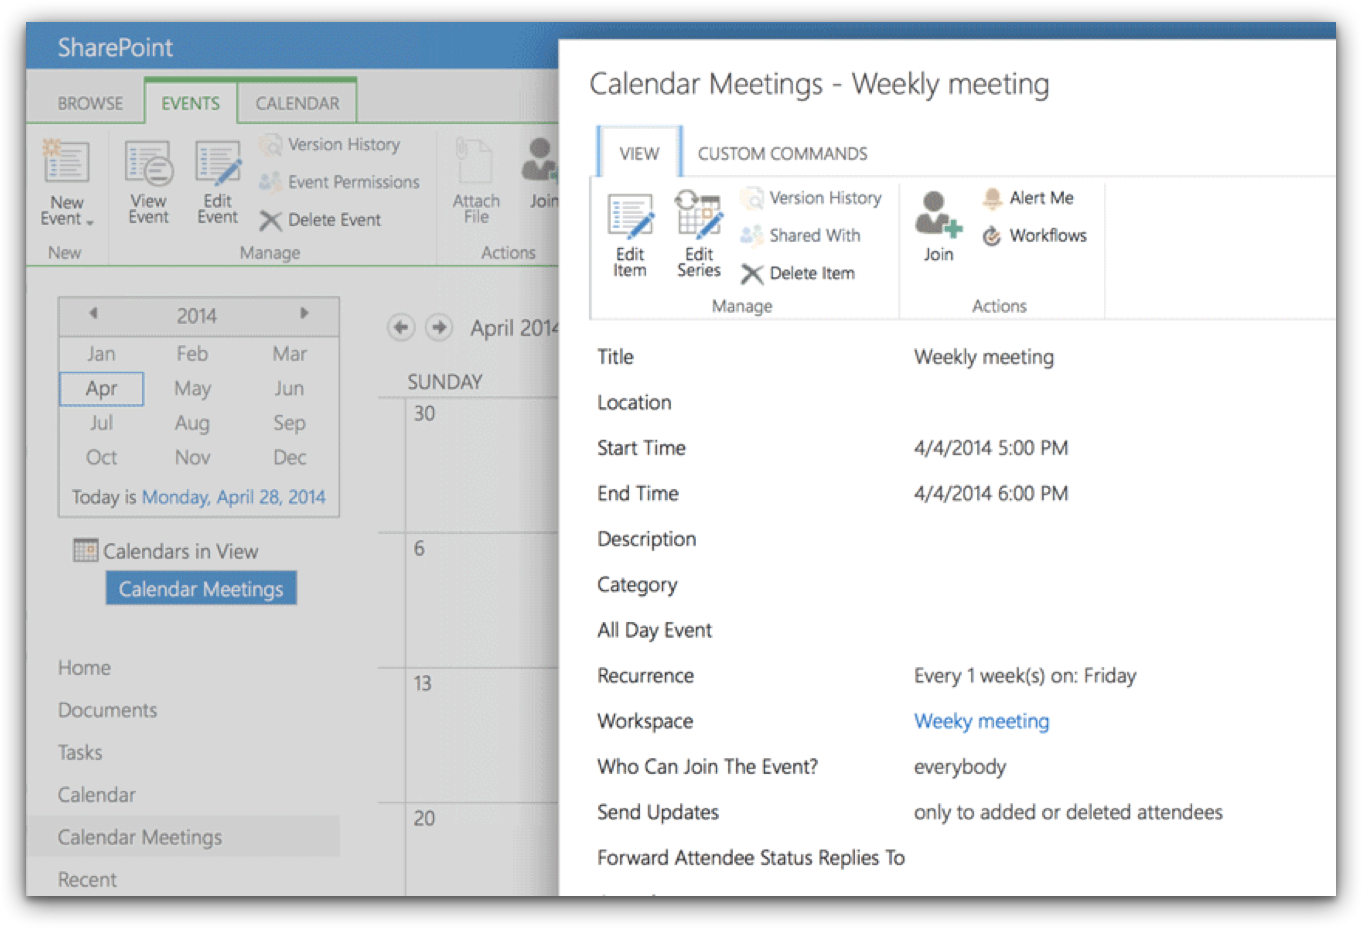 SharePoint
BROWSE EVENTS CALENDAR
New Event
View Event
Edit Event
Version History
Event Permissions
Delete Event
Attach File
Join
New
Manage
Actions
2014
Jan Feb Mar
Apr May Jun
Jul Aug Sep
Oct Nov Dec
Today is Monday, April 28, 2014
Calendars in View
Calendar Meetings
Home
Documents
Tasks
Calendar
Calendar Meetings
Recent
April 2014
SUNDAY
30
6
13
20
Calendar Meetings - Weekly meeting
VIEW CUSTOM COMMANDS
Edit Item
Edit Series
Version History
Shared With
Delete Item
Manage
Join
Alert Me
Workflows
Actions
Title Weekly meeting
Location
Start Time 4/4/2014 5:00 PM
End Time 4/4/2014 6:00 PM
Description
Category
All Day Event
Recurrence Every 1 week(s) on: Friday
Workspace Weeky meeting
Who Can Join The Event? everybody
Send Updates only to added or deleted attendees
Forward Attendee Status Replies To